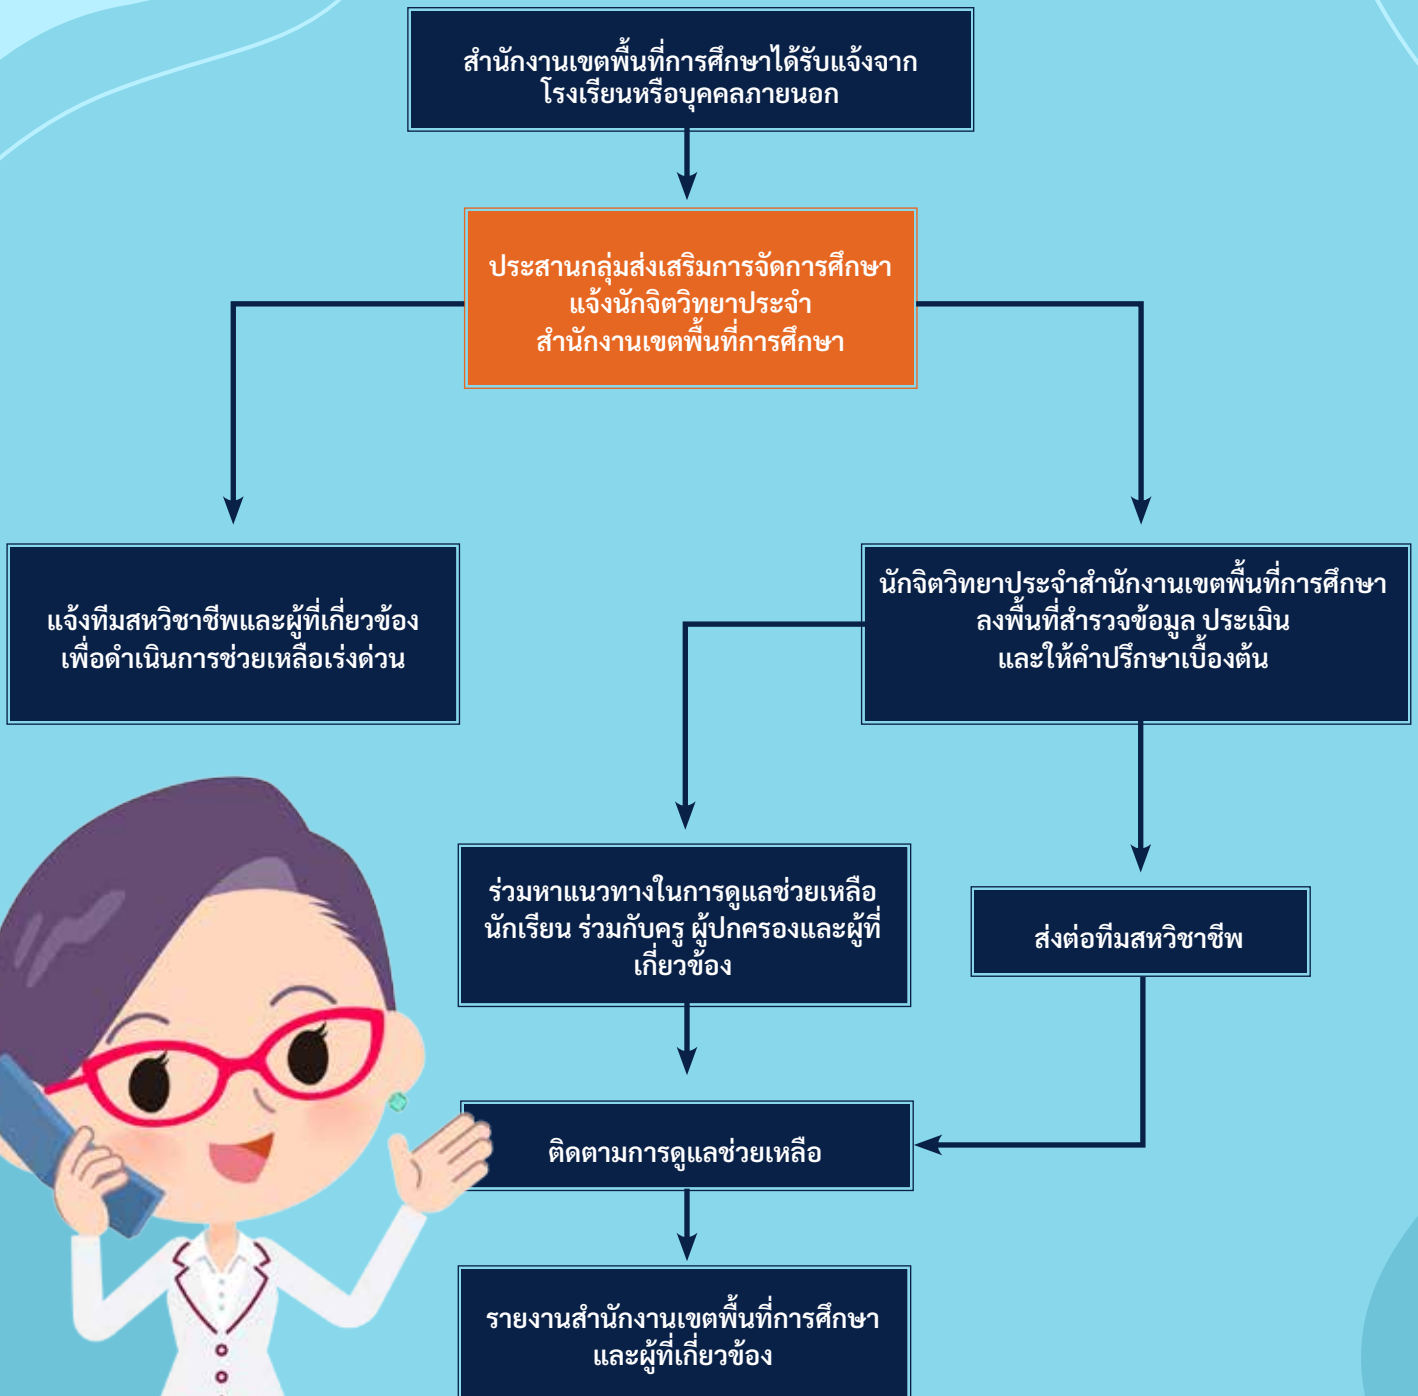 สำนักงานเขตพื้นที่การศึกษาได้รับแจ้งจาก
โรงเรียนหรือบุคคลภายนอก
ประสานกลุ่มส่งเสริมการจัดการศึกษา
แจ้งนักจิตวิทยาประจำ
สำนักงานเขตพื้นที่การศึกษา
แจ้งทีมสหวิชาชีพและผู้ที่เกี่ยวข้อง
เพื่อดำเนินการช่วยเหลือเร่งด่วน
นักจิตวิทยาประจำสำนักงานเขตพื้นที่การศึกษา
ลงพื้นที่สำรวจข้อมูล ประเมิน
และให้คำปรึกษาเบื้องต้น
ร่วมหาแนวทางในการดูแลช่วยเหลือ
นักเรียน ร่วมกับครู ผู้ปกครองและผู้ที่
เกี่ยวข้อง
ส่งต่อทีมสหวิชาชีพ
ติดตามการดูแลช่วยเหลือ
รายงานสำนักงานเขตพื้นที่การศึกษา
และผู้ที่เกี่ยวข้อง